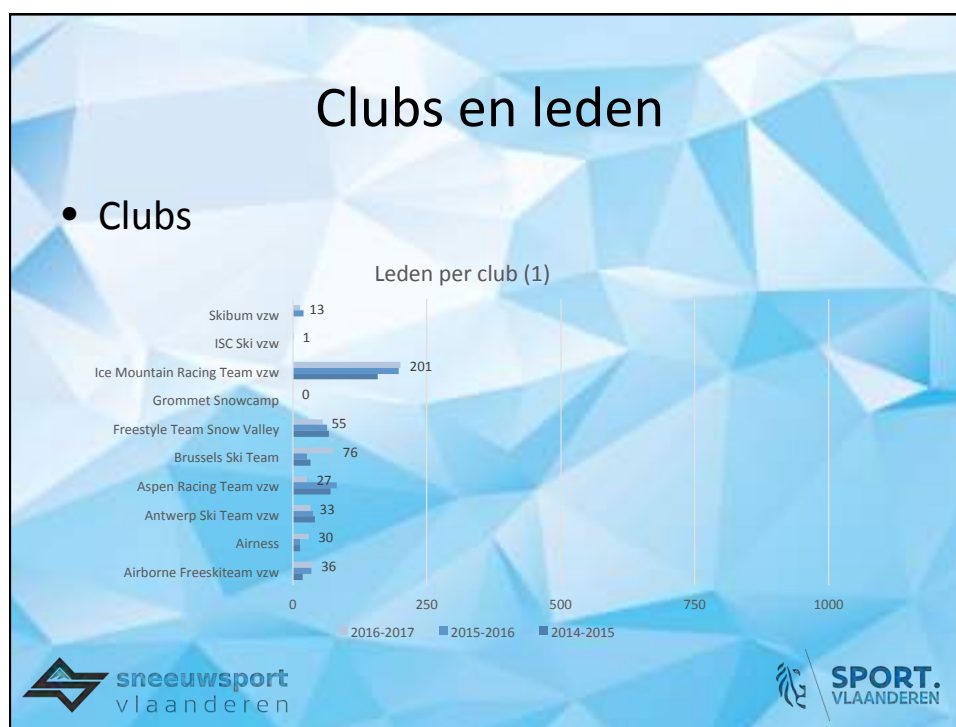 Clubs en leden
• Clubs
Leden per club (1)
Skibum vzw 13
ISC Ski vzw 1
Ice Mountain Racing Team vzw 201
Grommet Snowcamp 0
Freestyle Team Snow Valley 55
Brussels Ski Team 76
Aspen Racing Team vzw 27
Antwerp Ski Team vzw 33
Airness 30
Airborne Freeskiteam vzw 36
0 250 500 750 1000
2016-2017 2015-2016 2014-2015
sneeuwsport
vlaanderen
SPORT.
VLAANDEREN